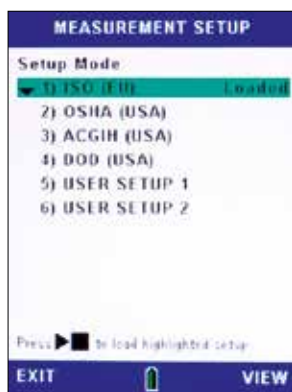 MEASUREMENT SETUP
Setup Mode
1) ISO (EU) Loaded
2) OSHA (USA)
3) ACGIH (USA)
4) DOD (USA)
5) USER SETUP 1
6) USER SETUP 2
Press ▶■ to load highlighted setup
EXIT VIEW